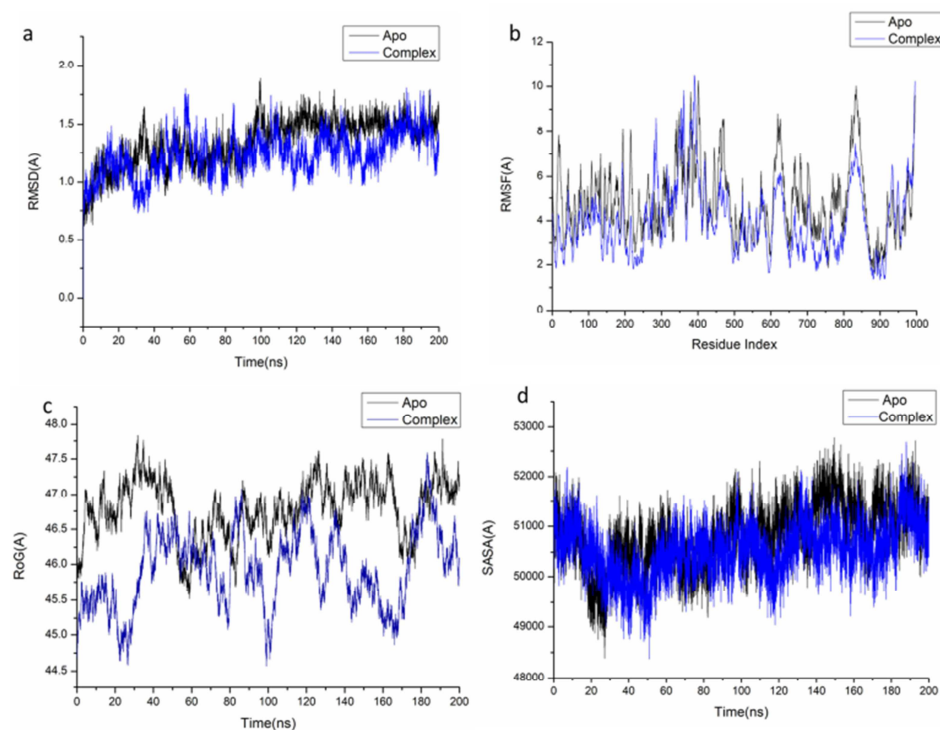 a
Apo
Complex
2.0
1.5
1.0
0.5
0.0
RMSD(A)
0 20 40 60 80 100 120 140 160 180 200
Time(ns)
b
Apo
Complex
12
10
8
6
4
2
0
RMSF(A)
0 100 200 300 400 500 600 700 800 900 1000
Residue Index
c
Apo
Complex
48.0
47.5
47.0
46.5
46.0
45.5
45.0
44.5
RoG(A)
0 20 40 60 80 100 120 140 160 180 200
Time(ns)
d
Apo
Complex
53000
52000
51000
50000
49000
48000
SASA(A)
0 20 40 60 80 100 120 140 160 180 200
Time(ns)